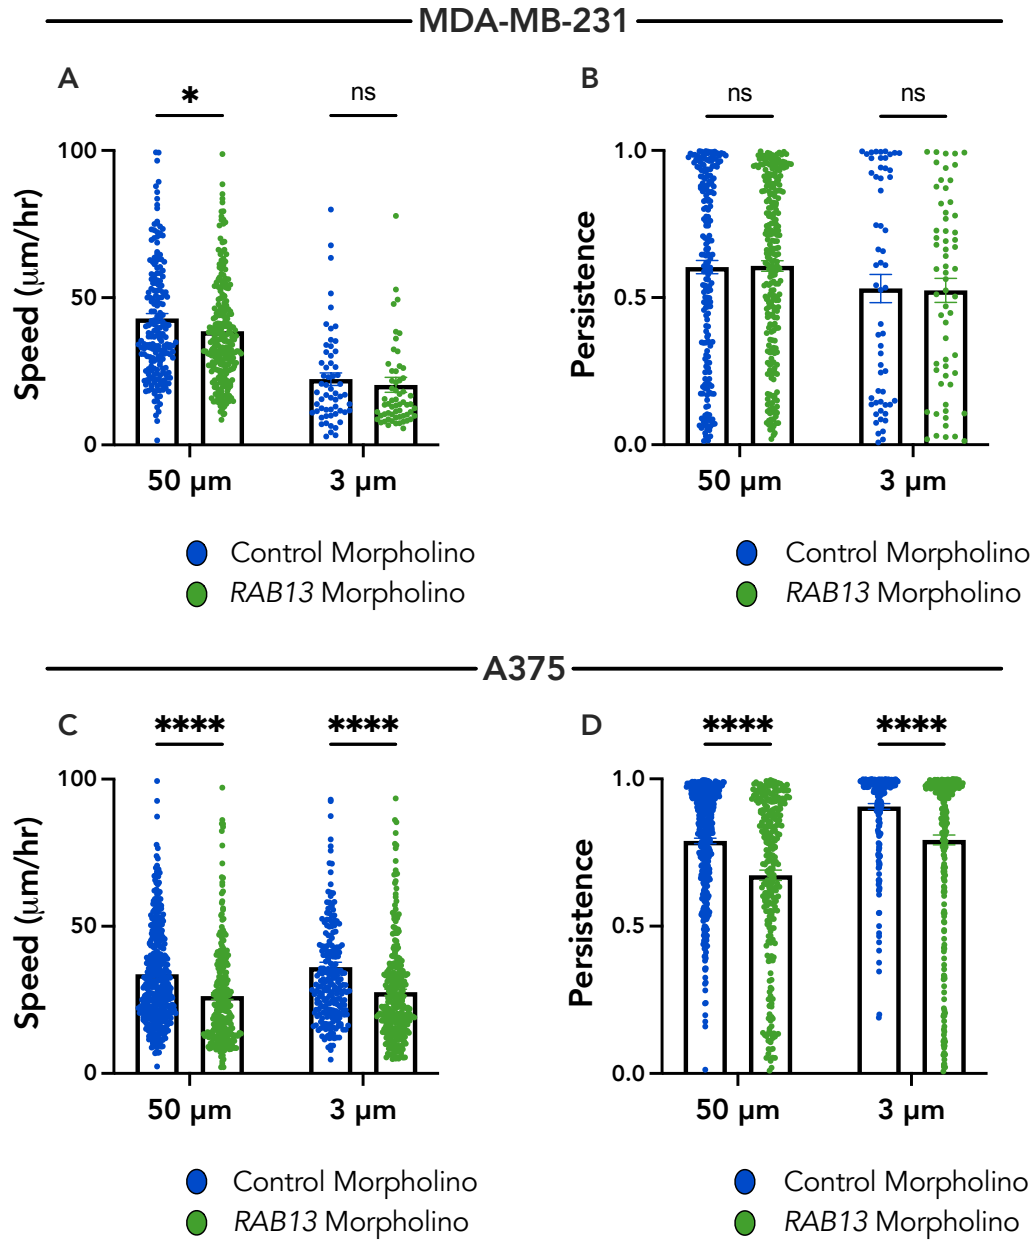 MDA-MB-231
A
B
* ns
ns ns
100
50
0
Speed (μm/hr)
50 μm 3 μm
1.0
0.5
0.0
Persistence
50 μm 3 μm
Control Morpholino
RAB13 Morpholino
Control Morpholino
RAB13 Morpholino
A375
C
D
**** ****
**** ****
100
50
0
Speed (μm/hr)
50 μm 3 μm
1.0
0.5
0.0
Persistence
50 μm 3 μm
Control Morpholino
RAB13 Morpholino
Control Morpholino
RAB13 Morpholino